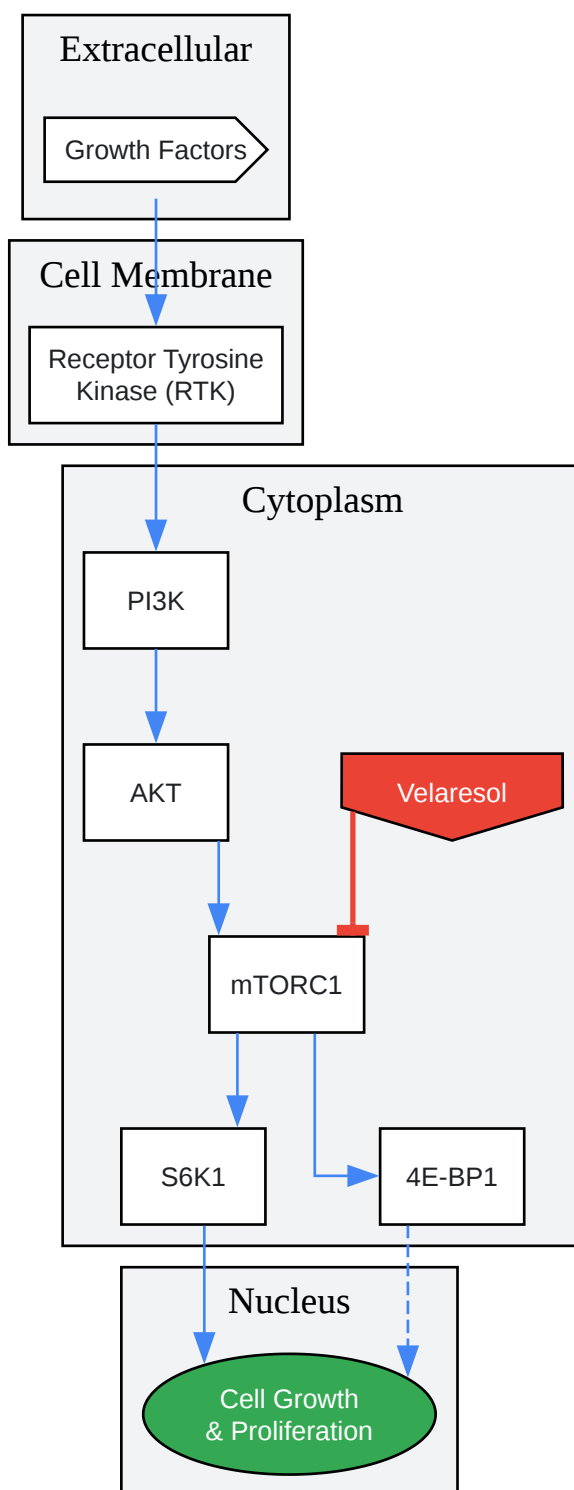 Extracellular
Growth Factors
Cell Membrane
Receptor Tyrosine
Kinase (RTK)
Cytoplasm
PI3K
AKT
Velaresol
mTORC1
S6K1
4E-BP1
Nucleus
Cell Growth
& Proliferation